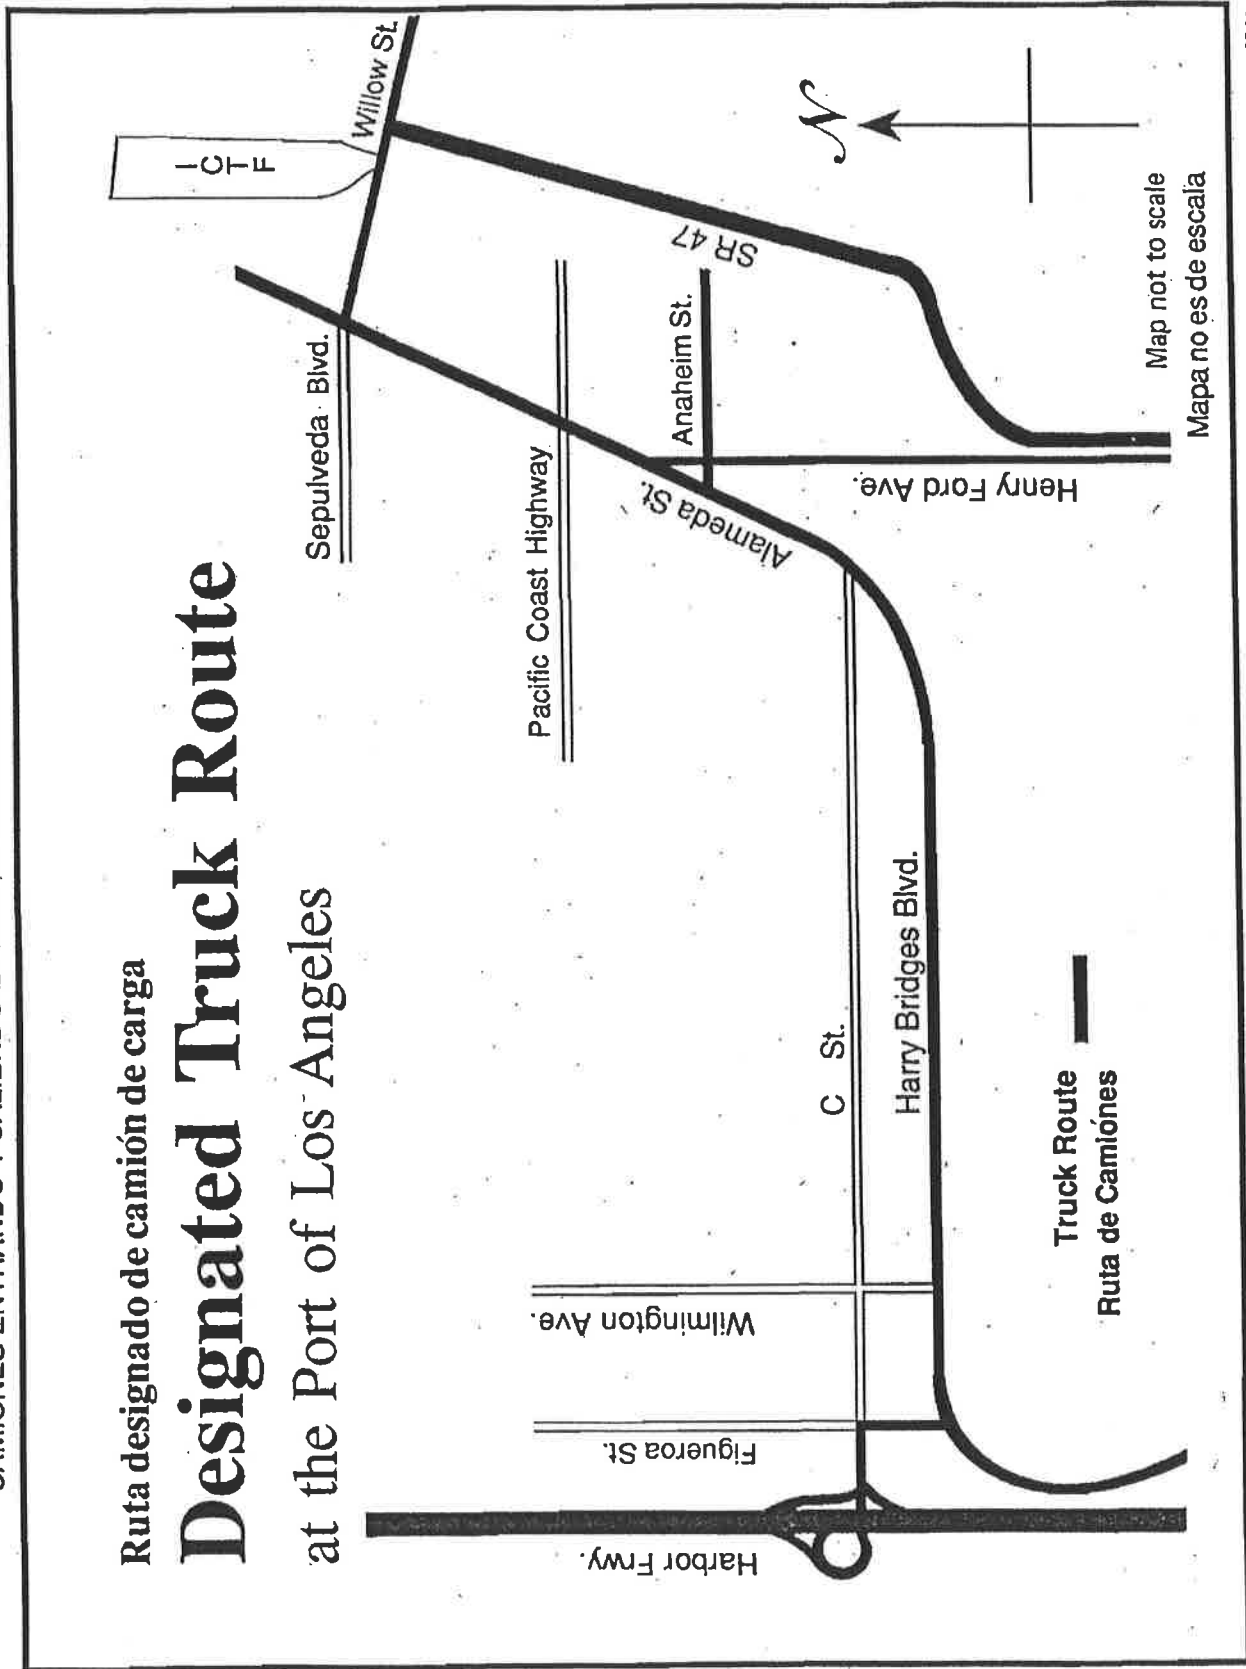 Ruta designado de camión de carga
Designated Truck Route
at the Port of Los Angeles
Willow St.
I
C
T
F
Sepulveda Blvd.
SR 47
Pacific Coast Highway
Anaheim St.
Alameda St.
Henry Ford Ave.
N
C St.
Harry Bridges Blvd.
Wilmington Ave.
Figueroa St.
Harbor Frwy.
Truck Route
Ruta de Camiónes
Map not to scale
Mapa no es de escala